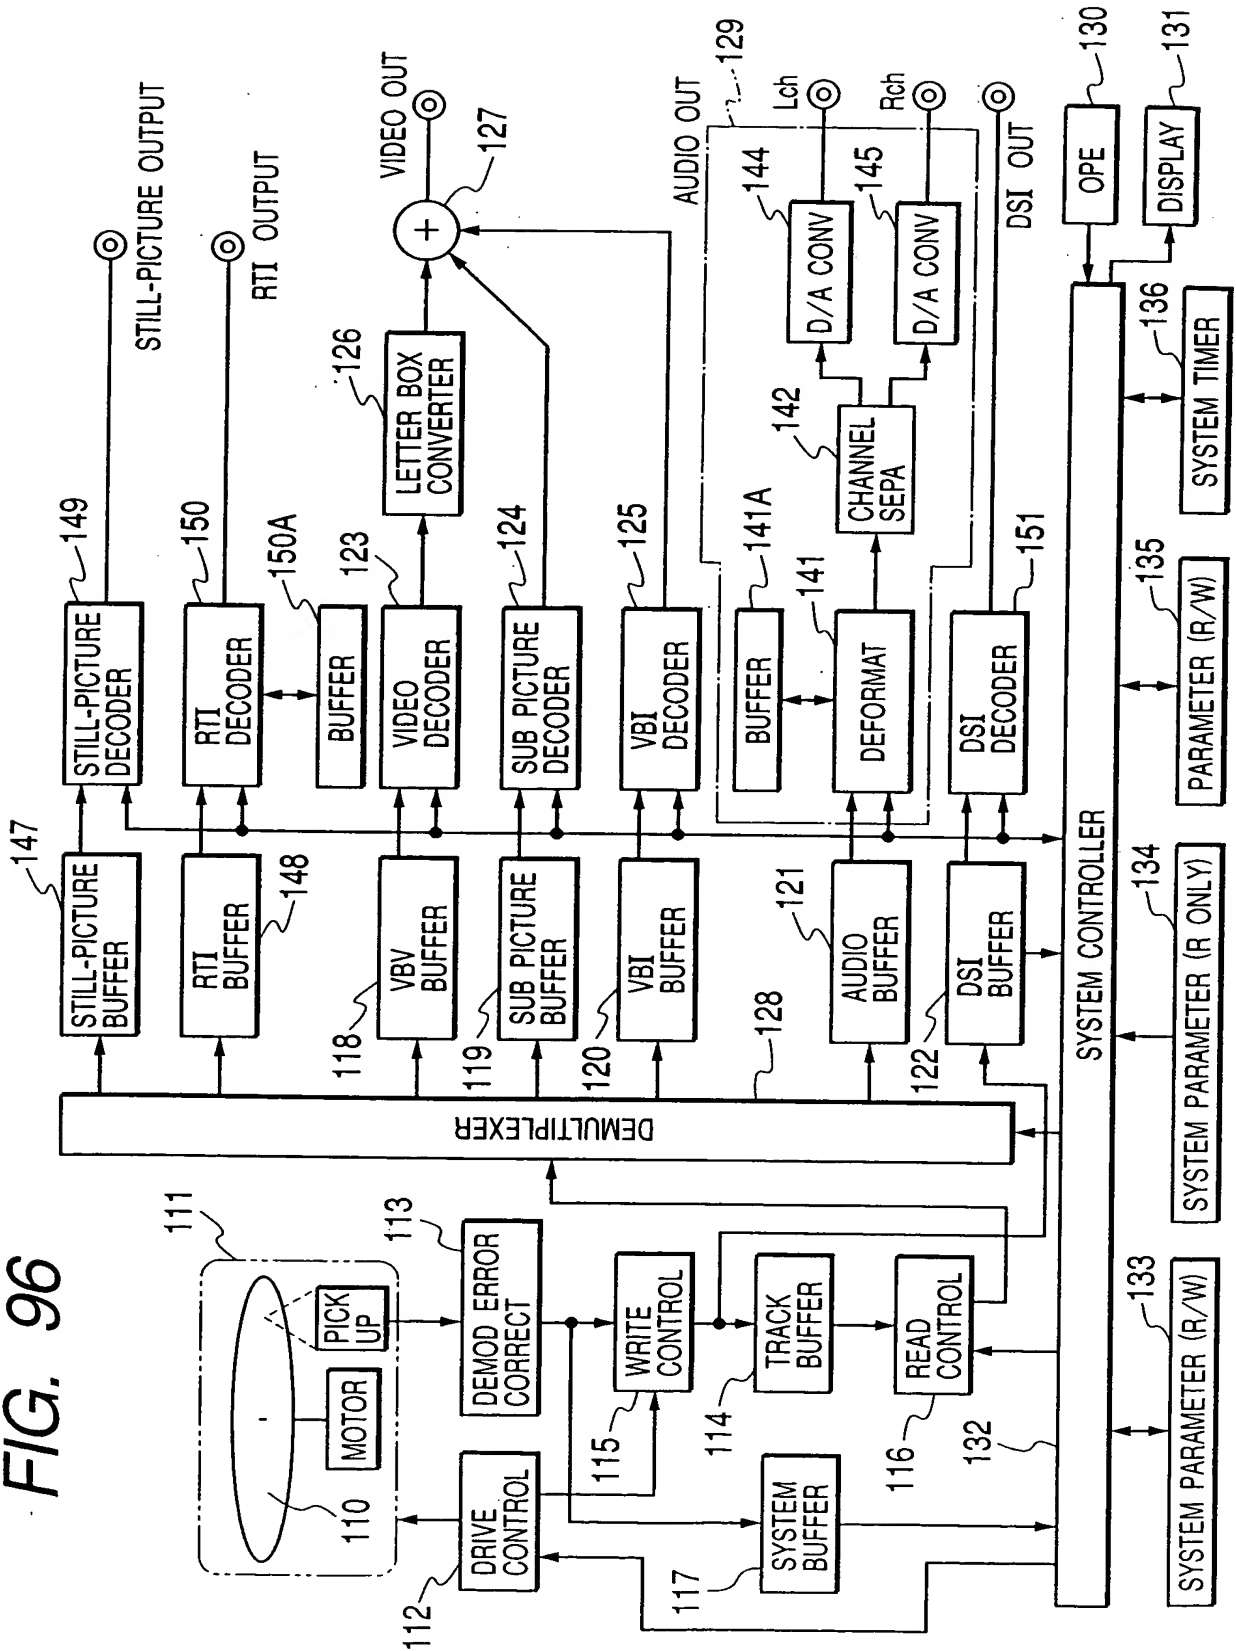 FIG. 96
111
110
MOTOR
PICK
UP
112
DRIVE
CONTROL
113
DEMOD ERROR
CORRECT
115
WRITE
CONTROL
117
SYSTEM
BUFFER
114
TRACK
BUFFER
116
READ
CONTROL
128
DEMULTIPLEXER
147
STILL-PICTURE
BUFFER
149
STILL-PICTURE
DECODER
STILL-PICTURE OUTPUT
148
RTI
BUFFER
150
RTI
DECODER
RTI OUTPUT
150A
BUFFER
118
VBV
BUFFER
123
VIDEO
DECODER
126
LETTER BOX
CONVERTER
127
+
VIDEO OUT
119
SUB PICTURE
BUFFER
124
SUB PICTURE
DECODER
120
VBI
BUFFER
125
VBI
DECODER
AUDIO OUT
129
141A
BUFFER
121
AUDIO
BUFFER
141
DEFORMAT
142
CHANNEL
SEPA
144
D/A CONV
Lch
145
D/A CONV
Rch
122
DSI
BUFFER
151
DSI
DECODER
DSI OUT
132
SYSTEM CONTROLLER
130
OPE
131
DISPLAY
133
SYSTEM PARAMETER (R/W)
134
SYSTEM PARAMETER (R ONLY)
135
PARAMETER (R/W)
136
SYSTEM TIMER